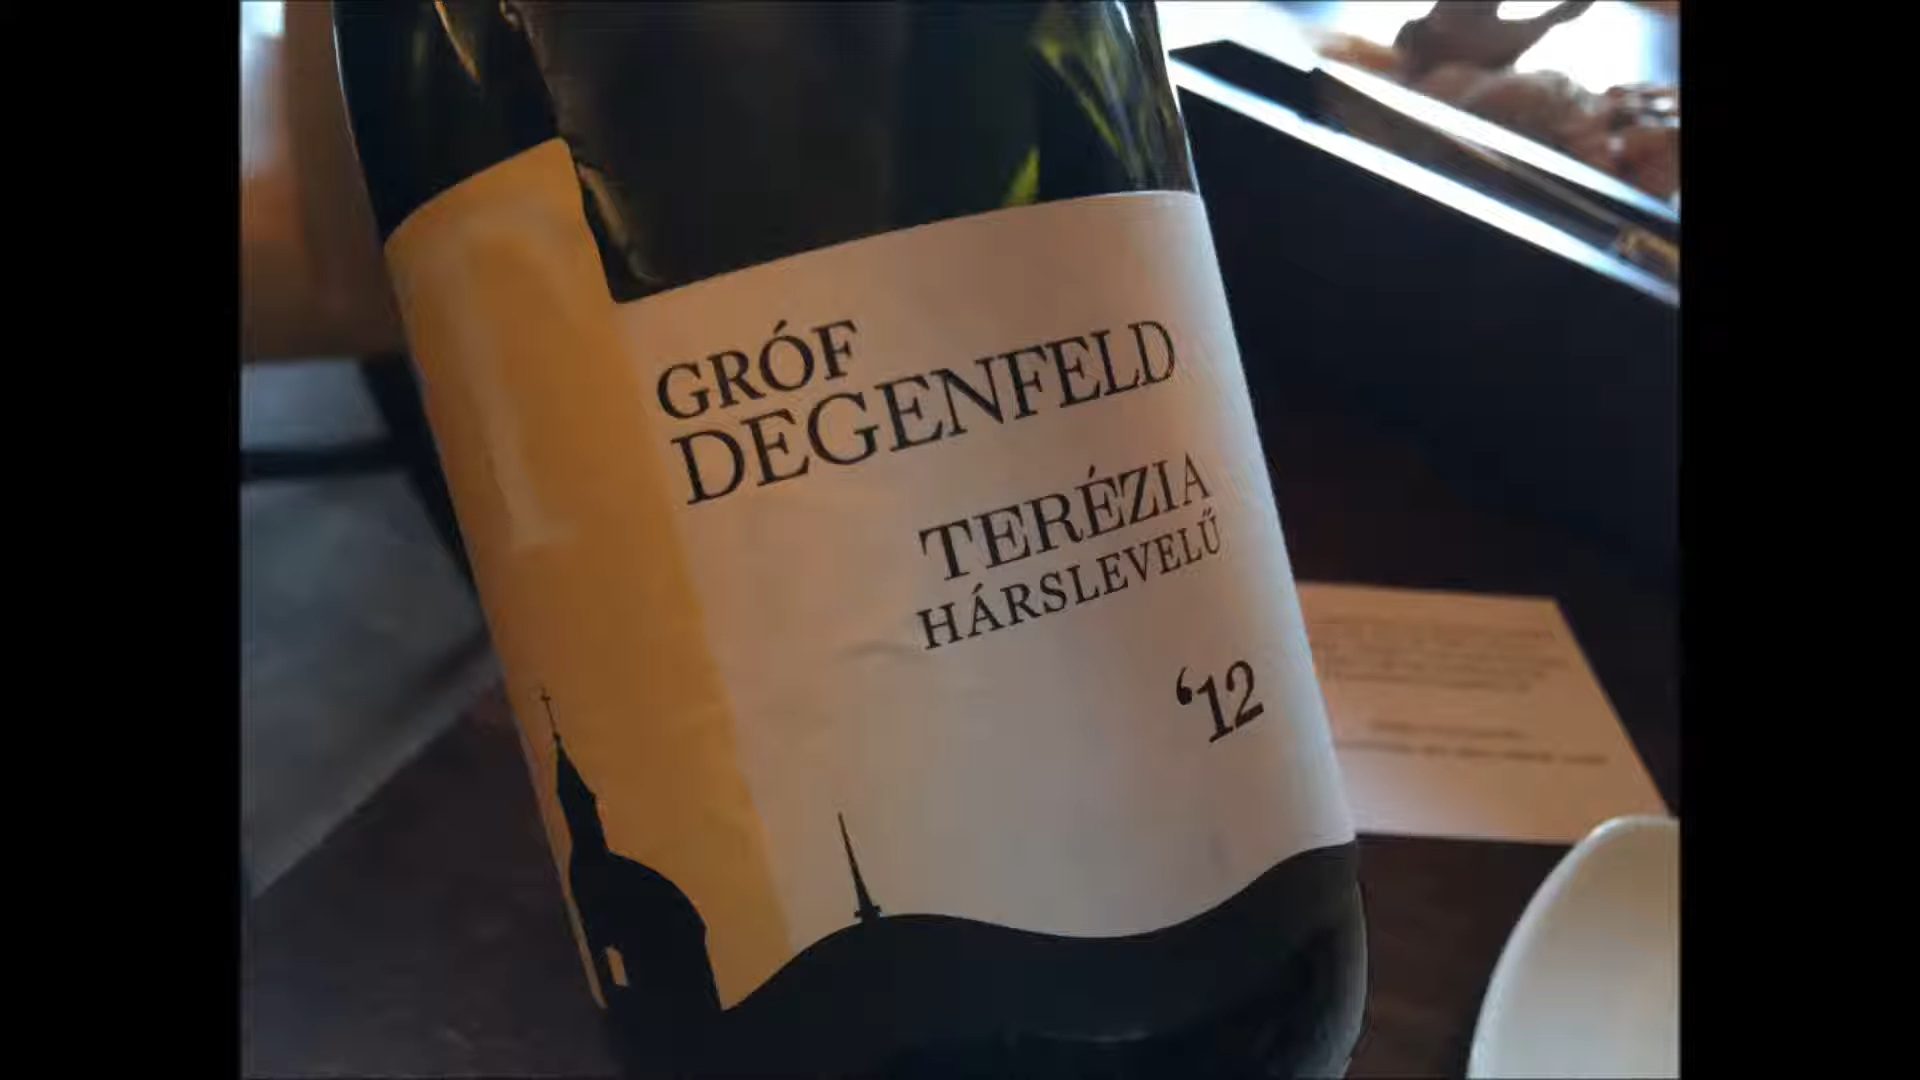 GRÓF
DEGENFELD
TERÉZIA
HÁRSLEVELŰ
‘12